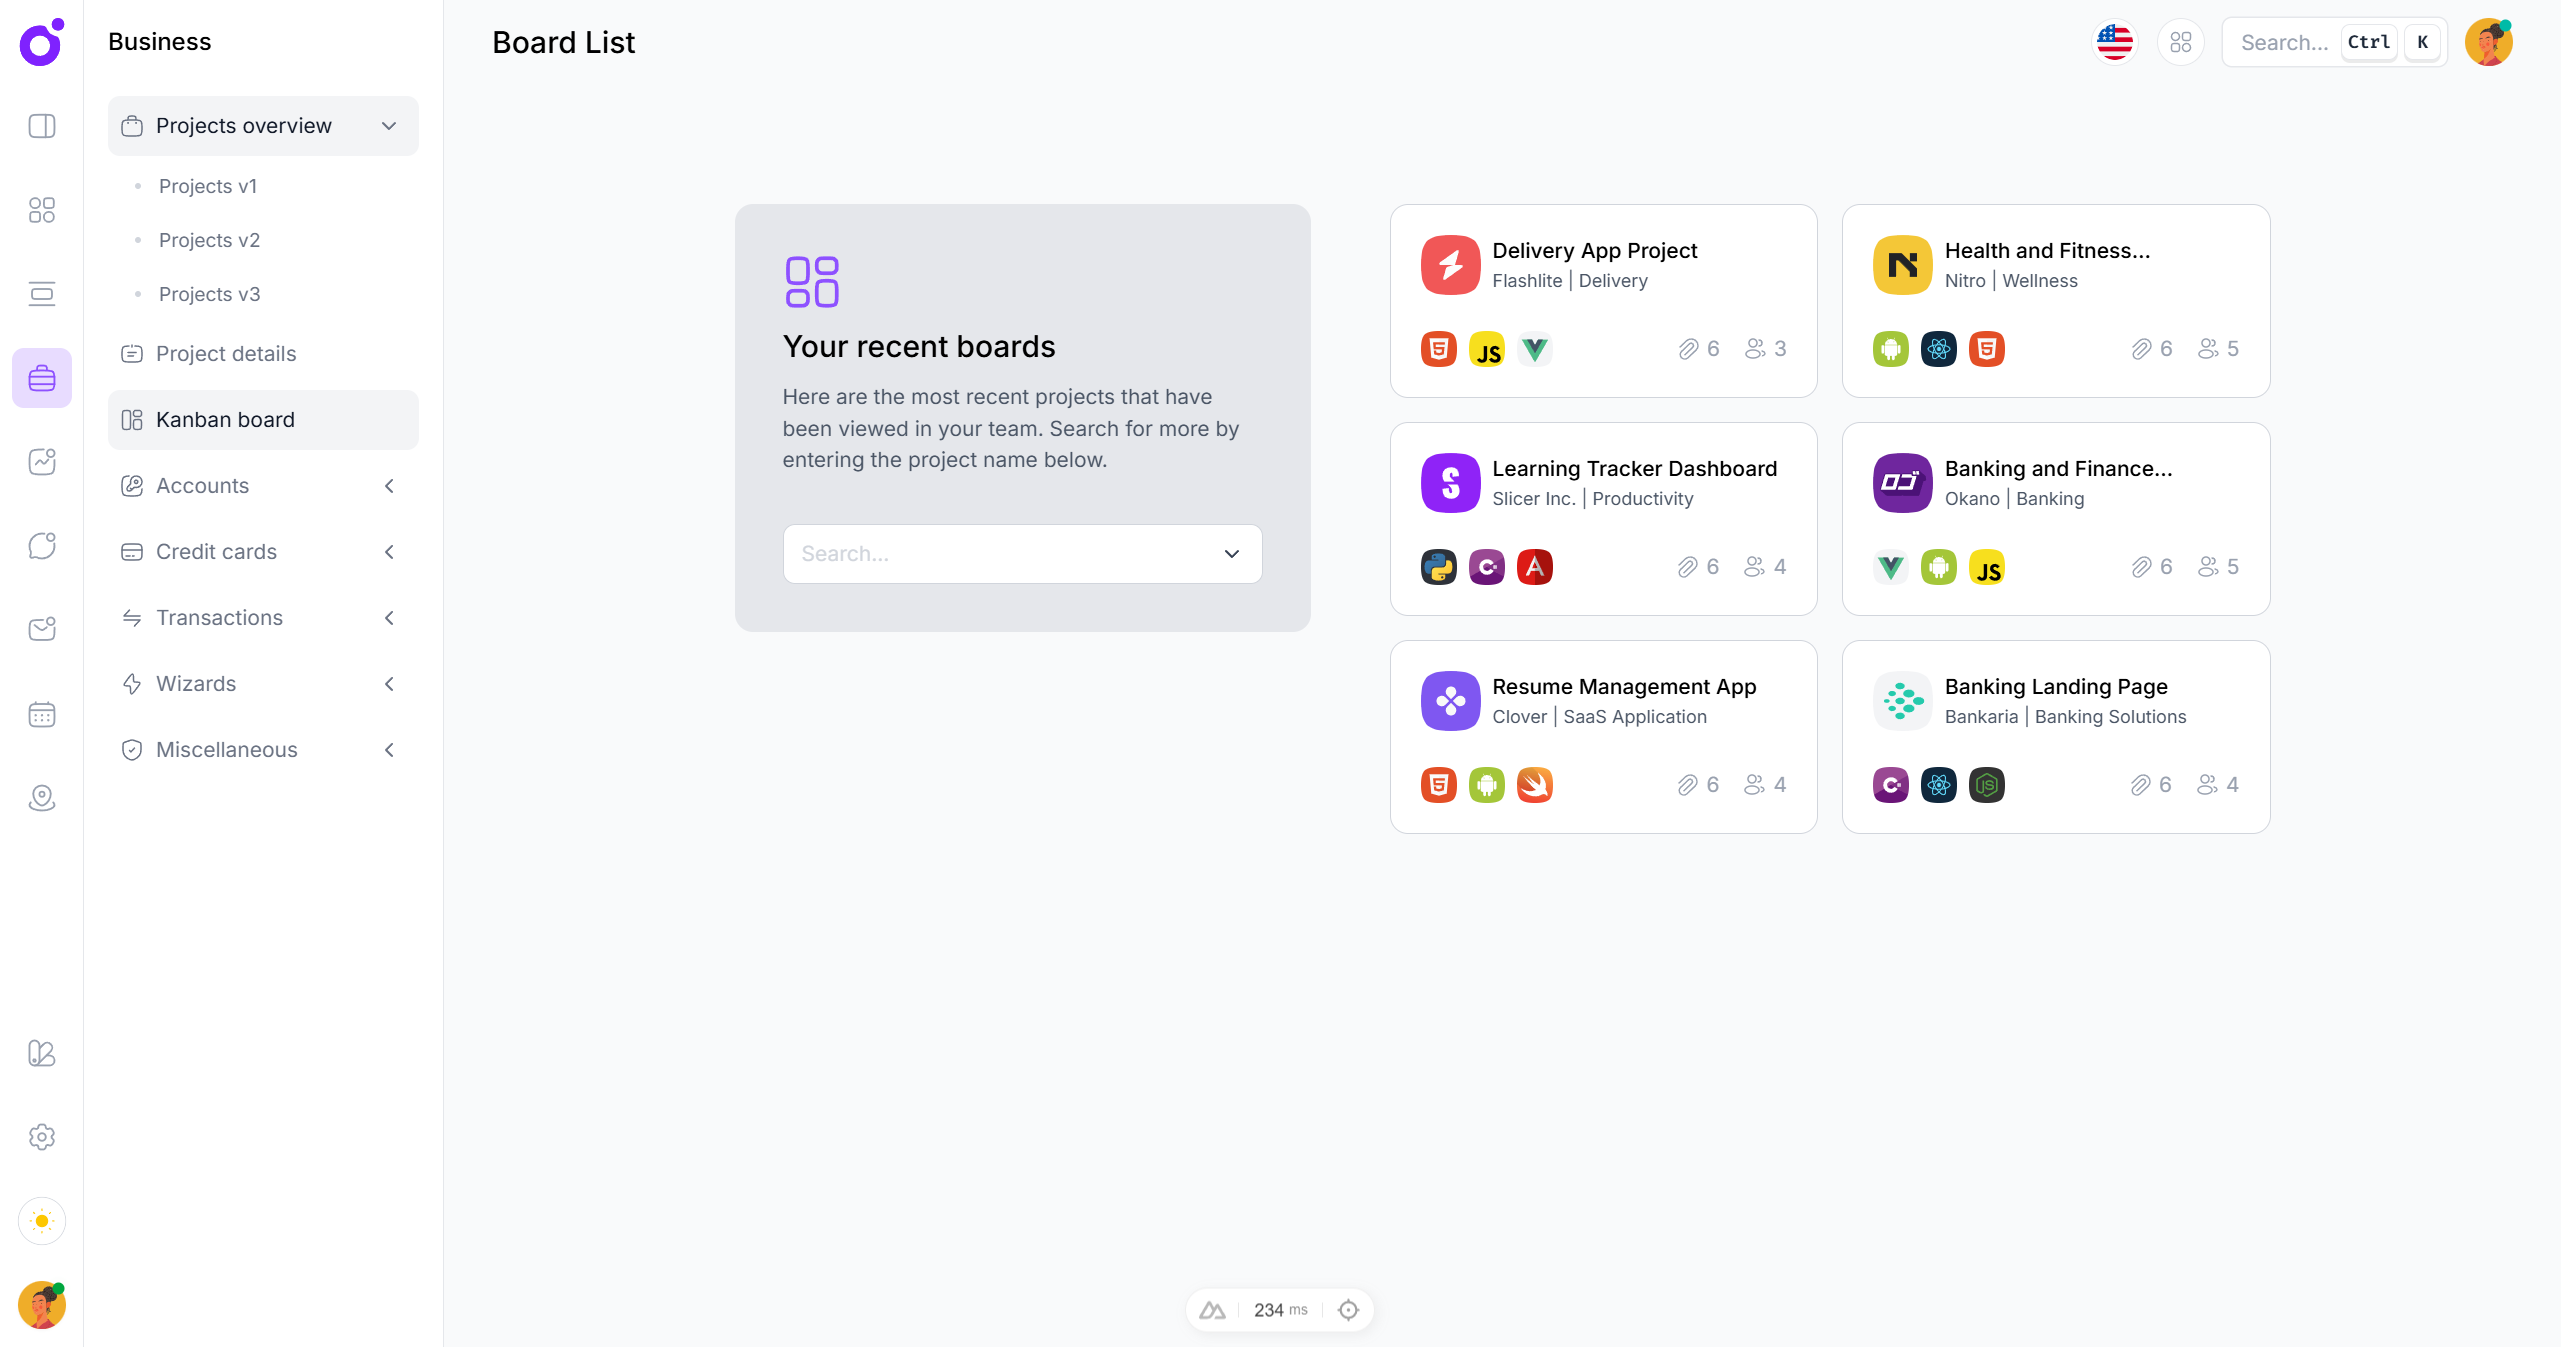 Business
Projects overview
Projects v1
Projects v2
Projects v3
Project details
Kanban board
Accounts
Credit cards
Transactions
Wizards
Miscellaneous
Board List
Search...
Ctrl
K
Your recent boards
Here are the most recent projects that have
been viewed in your team. Search for more by
entering the project name below.
Search...
Delivery App Project
Flashlite | Delivery
JS
6
3
Health and Fitness...
Nitro | Wellness
6
5
Learning Tracker Dashboard
Slicer Inc. | Productivity
6
4
Banking and Finance...
Okano | Banking
JS
6
5
Resume Management App
Clover | SaaS Application
6
4
Banking Landing Page
Bankaria | Banking Solutions
JS
6
4
234 ms